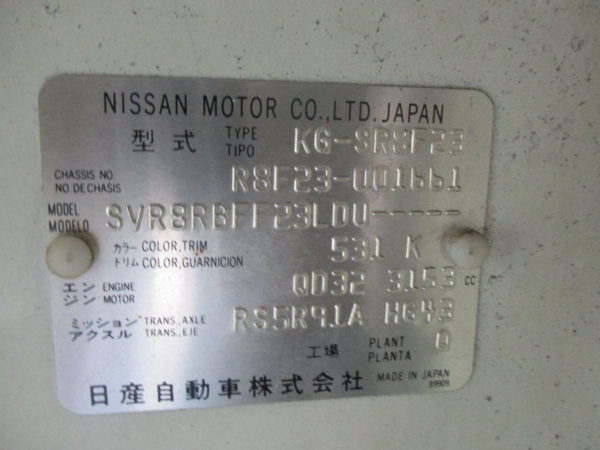 NISSAN MOTOR CO.,LTD. JAPAN
型式 TYPE TIPO KG-SR8F23
CHASSIS NO. NO. DE CHASIS R8F23-001661
MODEL MODELO SVR8RBFF23LDU-----
カラー COLOR, TRIM トリム COLOR, GUARNICION 531 K
エンジン ENGINE MOTOR QD32 3153 cc
ミッション TRANS., AXLE アクスル TRANS., EJE RS5R91A HG43
工場 PLANT PLANTA Q
日産自動車株式会社 MADE IN JAPAN